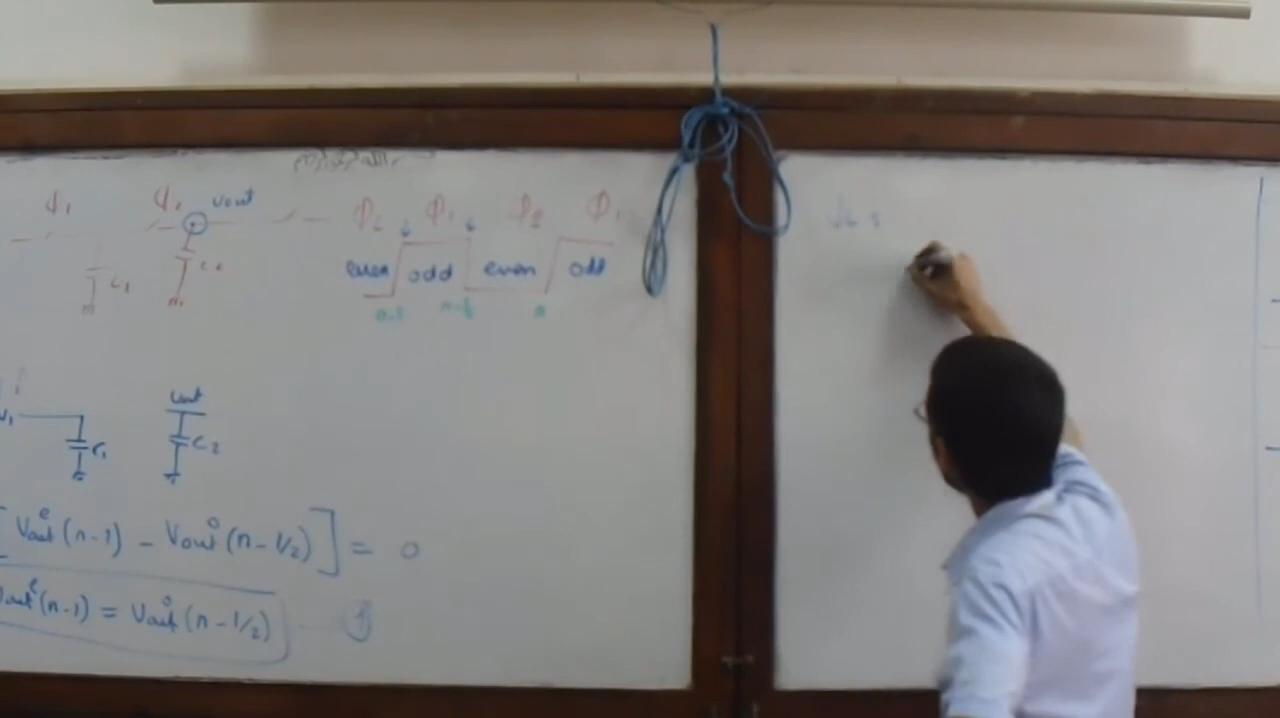 Φ₁ Φ₂ Vout
C₁ C₂
Φ₂ Φ₁ Φ₂ Φ₁
even odd even odd
n-1 n-½ n
V₁ C₁
Vout C₂
[Vout^e (n-1) - Vout^o (n-1/2)] = 0
Vout^e (n-1) = Vout^o (n-1/2)